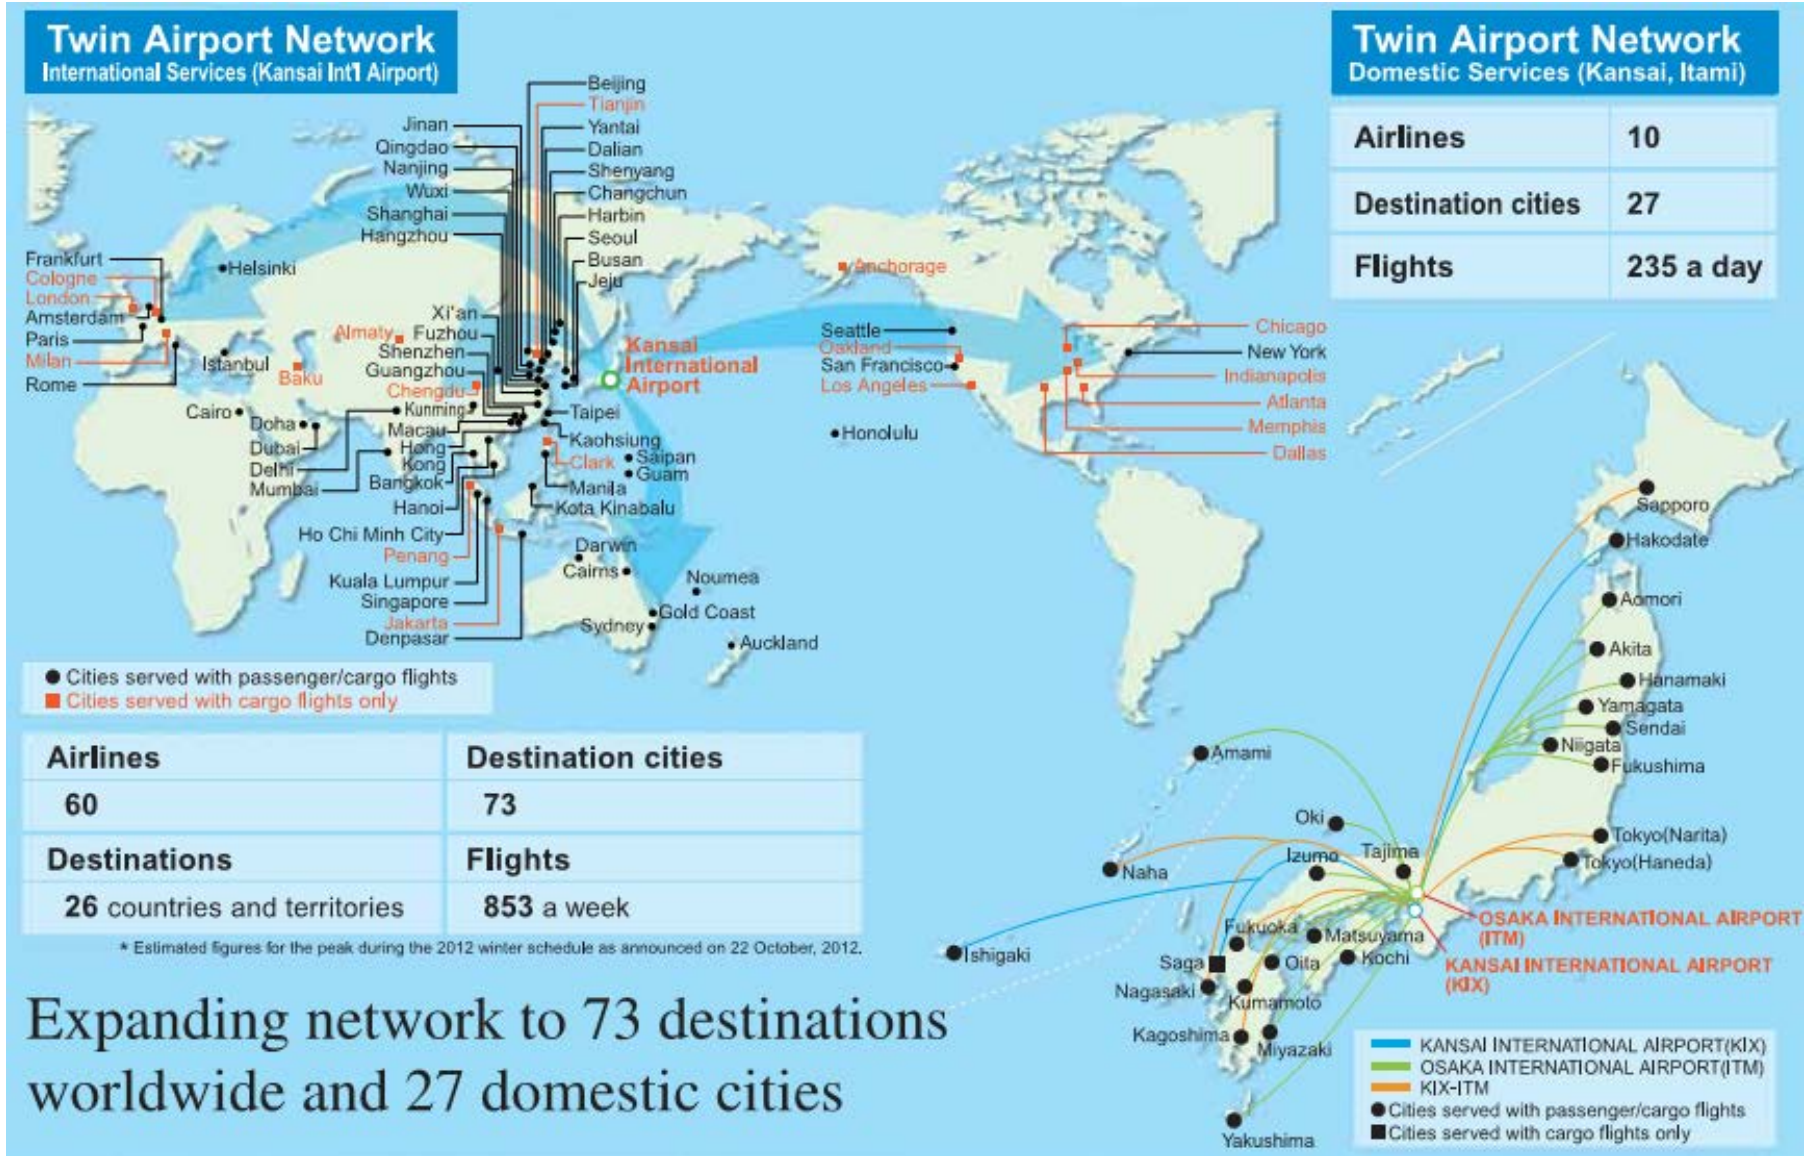 Twin Airport Network
International Services (Kansai Int'l Airport)
Beijing
Tianjin
Jinan
Yantai
Qingdao
Dalian
Nanjing
Shenyang
Wuxi
Changchun
Shanghai
Harbin
Hangzhou
Seoul
Busan
Jeju
Frankfurt
Cologne
London
Amsterdam
Paris
Milan
Rome
Helsinki
Istanbul
Baku
Almaty
Cairo
Doha
Dubai
Delhi
Mumbai
Xi'an
Fuzhou
Shenzhen
Guangzhou
Chengdu
Kunming
Macau
Hong
Kong
Bangkok
Hanoi
Ho Chi Minh City
Penang
Kuala Lumpur
Singapore
Jakarta
Denpasar
Kansai
International
Airport
Taipei
Kaohsiung
Clark
Saipan
Guam
Manila
Kota Kinabalu
Darwin
Cairns
Noumea
Gold Coast
Sydney
Auckland
Anchorage
Seattle
Oakland
San Francisco
Los Angeles
Honolulu
Chicago
New York
Indianapolis
Atlanta
Memphis
Dallas
Cities served with passenger/cargo flights
Cities served with cargo flights only
Airlines
60
Destination cities
73
Destinations
26 countries and territories
Flights
853 a week
* Estimated figures for the peak during the 2012 winter schedule as announced on 22 October, 2012.
Expanding network to 73 destinations
worldwide and 27 domestic cities
Twin Airport Network
Domestic Services (Kansai, Itami)
Airlines 10
Destination cities 27
Flights 235 a day
Sapporo
Hakodate
Aomori
Akita
Hanamaki
Yamagata
Sendai
Niigata
Fukushima
Amami
Oki
Izumo
Tajima
Tokyo(Narita)
Tokyo(Haneda)
Naha
Ishigaki
Fukuoka
Matsuyama
Saga
Oita
Kochi
Nagasaki
Kumamoto
Kagoshima
Miyazaki
Yakushima
OSAKA INTERNATIONAL AIRPORT
(ITM)
KANSAI INTERNATIONAL AIRPORT
(KIX)
KANSAI INTERNATIONAL AIRPORT(KIX)
OSAKA INTERNATIONAL AIRPORT(ITM)
KIX-ITM
Cities served with passenger/cargo flights
Cities served with cargo flights only